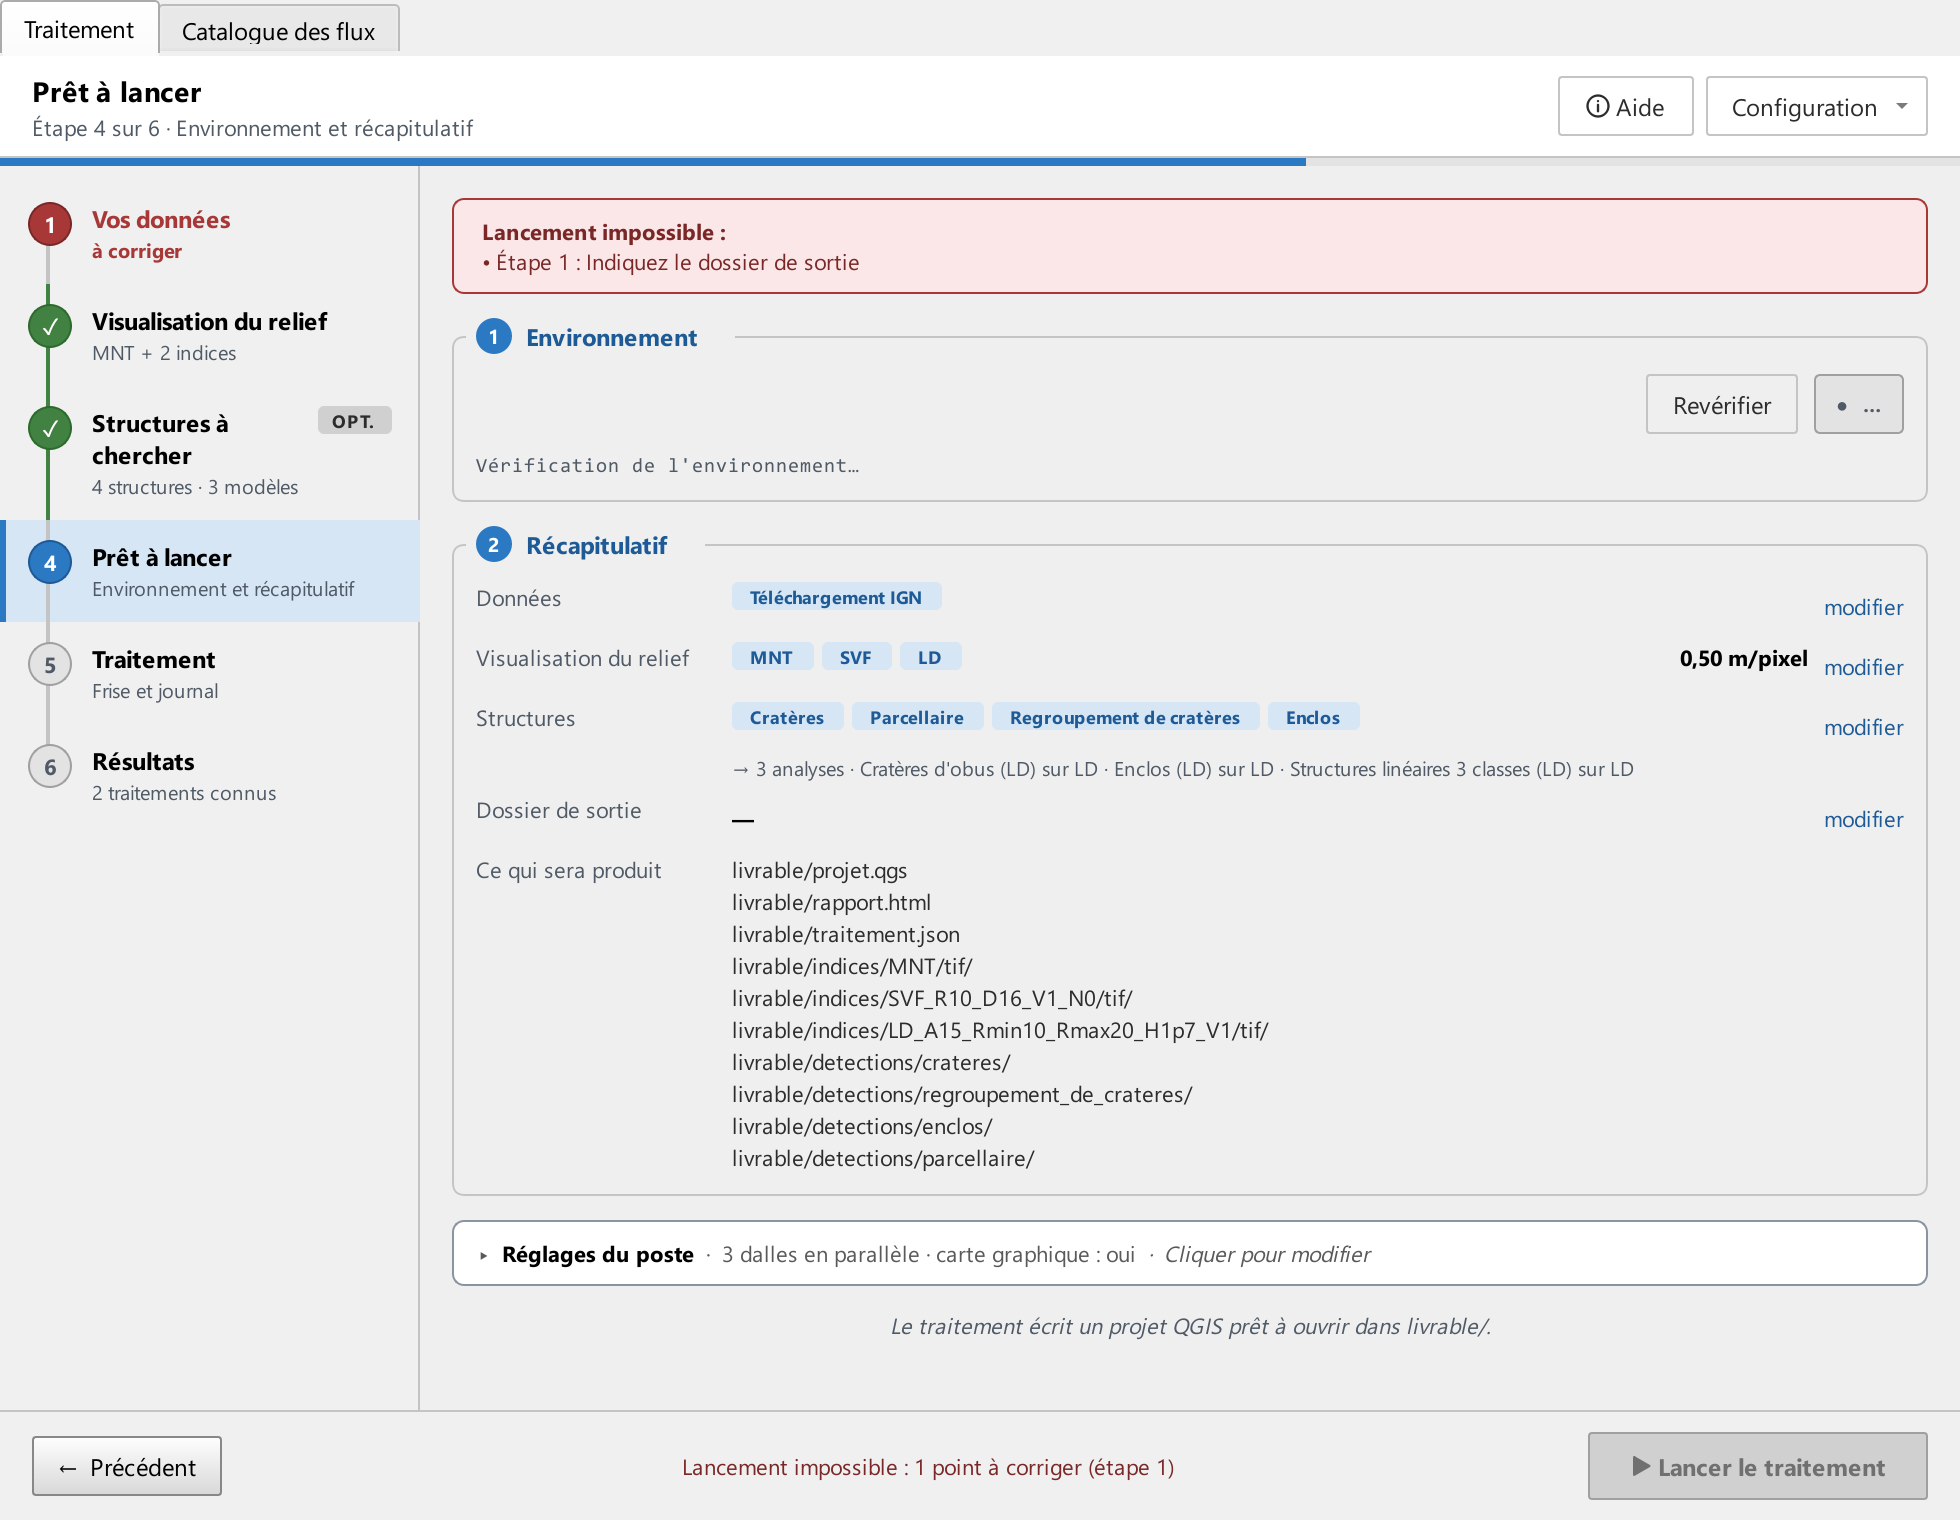 Traitement
Catalogue des flux
Prêt à lancer
Étape 4 sur 6 · Environnement et récapitulatif
Aide
Configuration
1
Vos données
à corriger
✓
Visualisation du relief
MNT + 2 indices
✓
Structures à chercher
OPT.
4 structures · 3 modèles
4
Prêt à lancer
Environnement et récapitulatif
5
Traitement
Frise et journal
6
Résultats
2 traitements connus
Lancement impossible :
• Étape 1 : Indiquez le dossier de sortie
1 Environnement
Revérifier
• ...
Vérification de l'environnement…
2 Récapitulatif
Données Téléchargement IGN modifier
Visualisation du relief MNT SVF LD 0,50 m/pixel modifier
Structures Cratères Parcellaire Regroupement de cratères Enclos modifier
→ 3 analyses · Cratères d'obus (LD) sur LD · Enclos (LD) sur LD · Structures linéaires 3 classes (LD) sur LD
Dossier de sortie — modifier
Ce qui sera produit livrable/projet.qgs
livrable/rapport.html
livrable/traitement.json
livrable/indices/MNT/tif/
livrable/indices/SVF_R10_D16_V1_N0/tif/
livrable/indices/LD_A15_Rmin10_Rmax20_H1p7_V1/tif/
livrable/detections/crateres/
livrable/detections/regroupement_de_crateres/
livrable/detections/enclos/
livrable/detections/parcellaire/
▸ Réglages du poste · 3 dalles en parallèle · carte graphique : oui · Cliquer pour modifier
Le traitement écrit un projet QGIS prêt à ouvrir dans livrable/.
← Précédent
Lancement impossible : 1 point à corriger (étape 1)
▶ Lancer le traitement